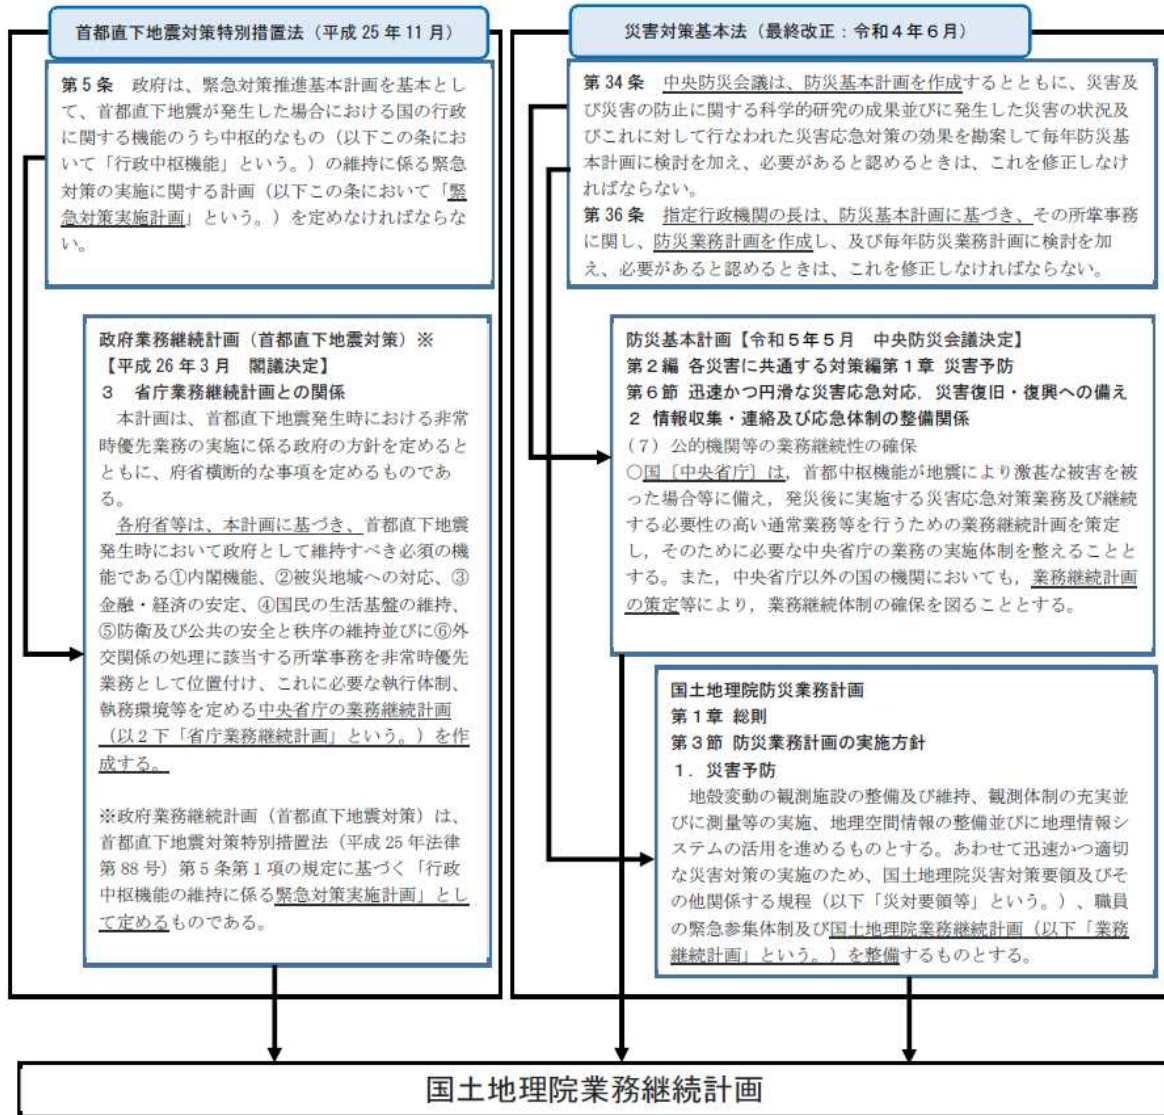 首都直下地震対策特別措置法（平成 25 年 11 月）
第５条　政府は、緊急対策推進基本計画を基本とし
て、首都直下地震が発生した場合における国の行政
に関する機能のうち中枢的なもの（以下この条にお
いて「行政中枢機能」という。）の維持に係る緊急
対策の実施に関する計画（以下この条において「緊
急対策実施計画」という。）を定めなければならな
い。
政府業務継続計画（首都直下地震対策）※
【平成 26 年３月　閣議決定】
３　省庁業務継続計画との関係
本計画は、首都直下地震発生時における非常
時優先業務の実施に係る政府の方針を定めると
ともに、府省横断的な事項を定めるものであ
る。
各府省等は、本計画に基づき、首都直下地震
発生時において政府として維持すべき必須の機
能である①内閣機能、②被災地域への対応、③
金融・経済の安定、④国民の生活基盤の維持、
⑤防衛及び公共の安全と秩序の維持並びに⑥外
交関係の処理に該当する所掌事務を非常時優先
業務として位置付け、これに必要な執行体制、
執務環境等を定める中央省庁の業務継続計画
（以２下「省庁業務継続計画」という。）を作
成する。
※政府業務継続計画（首都直下地震対策）は、
首都直下地震対策特別措置法（平成 25 年法律
第 88 号）第５条第１項の規定に基づく「行政
中枢機能の維持に係る緊急対策実施計画」とし
て定めるものである。
災害対策基本法（最終改正：令和４年６月）
第 34 条　中央防災会議は、防災基本計画を作成するとともに、災害及
び災害の防止に関する科学的研究の成果並びに発生した災害の状況及
びこれに対して行なわれた災害応急対策の効果を勘案して毎年防災基
本計画に検討を加え、必要があると認めるときは、これを修正しなけ
ればならない。
第 36 条　指定行政機関の長は、防災基本計画に基づき、その所掌事務
に関し、防災業務計画を作成し、及び毎年防災業務計画に検討を加
え、必要があると認めるときは、これを修正しなければならない。
防災基本計画【令和５年５月　中央防災会議決定】
第２編 各災害に共通する対策編第１章 災害予防
第６節 迅速かつ円滑な災害応急対応，災害復旧・復興への備え
２ 情報収集・連絡及び応急体制の整備関係
（７）公的機関等の業務継続性の確保
○国〔中央省庁〕は，首都中枢機能が地震により激甚な被害を被
った場合等に備え，発災後に実施する災害応急対策業務及び継続
する必要性の高い通常業務等を行うための業務継続計画を策定
し，そのために必要な中央省庁の業務の実施体制を整えることと
する。また，中央省庁以外の国の機関においても，業務継続計画
の策定等により，業務継続体制の確保を図ることとする。
国土地理院防災業務計画
第１章 総則
第３節 防災業務計画の実施方針
１．災害予防
地殻変動の観測施設の整備及び維持、観測体制の充実並
びに測量等の実施、地理空間情報の整備並びに地理情報シ
ステムの活用を進めるものとする。あわせて迅速かつ適切
な災害対策の実施のため、国土地理院災害対策要領及びそ
の他関係する規程（以下「災対要領等」という。）、職員
の緊急参集体制及び国土地理院業務継続計画（以下「業務
継続計画」という。）を整備するものとする。
国土地理院業務継続計画